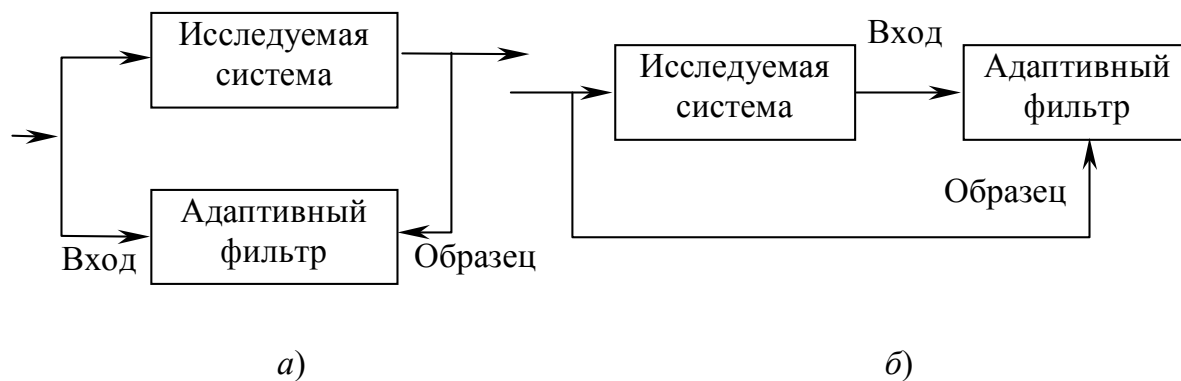 Исследуемая
система
Адаптивный
фильтр
Вход
Образец
а)
Исследуемая
система
Вход
Адаптивный
фильтр
Образец
б)